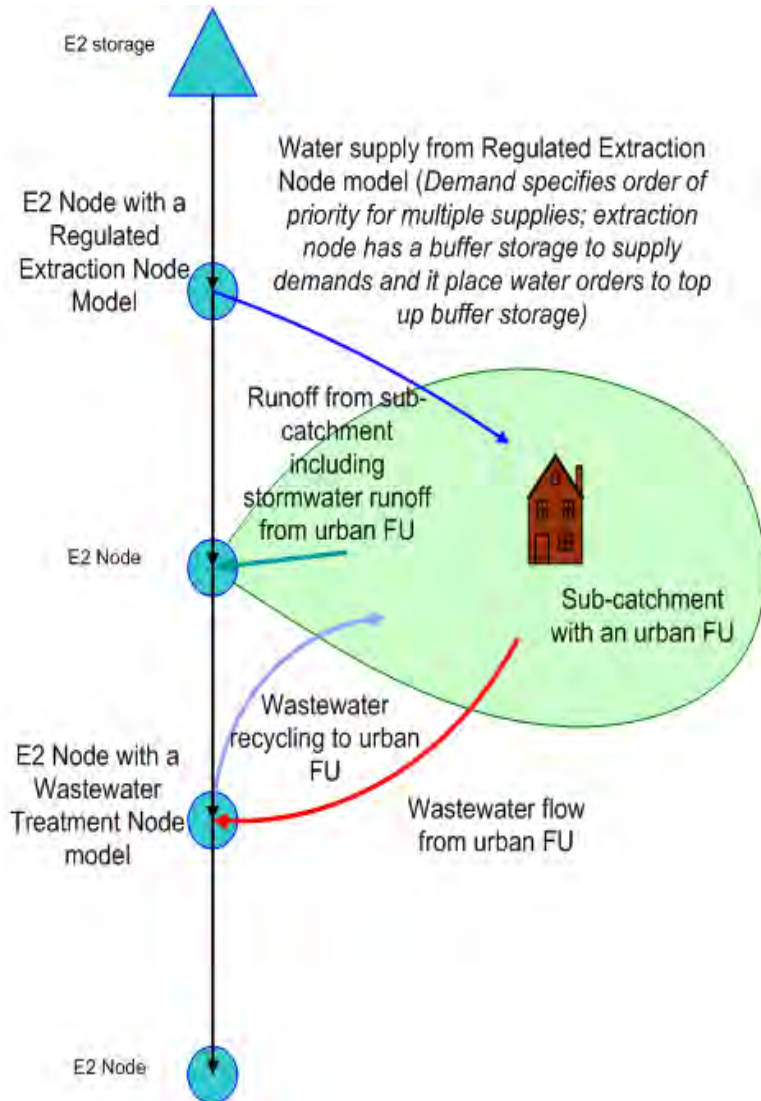 E2 storage
Water supply from Regulated Extraction
Node model (Demand specifies order of
priority for multiple supplies; extraction
node has a buffer storage to supply
demands and it place water orders to top
up buffer storage)
E2 Node with a
Regulated
Extraction Node
Model
Runoff from sub-
catchment
including
stormwater runoff
from urban FU
E2 Node
Sub-catchment
with an urban FU
Wastewater
recycling to urban
FU
E2 Node with a
Wastewater
Treatment Node
model
Wastewater flow
from urban FU
E2 Node